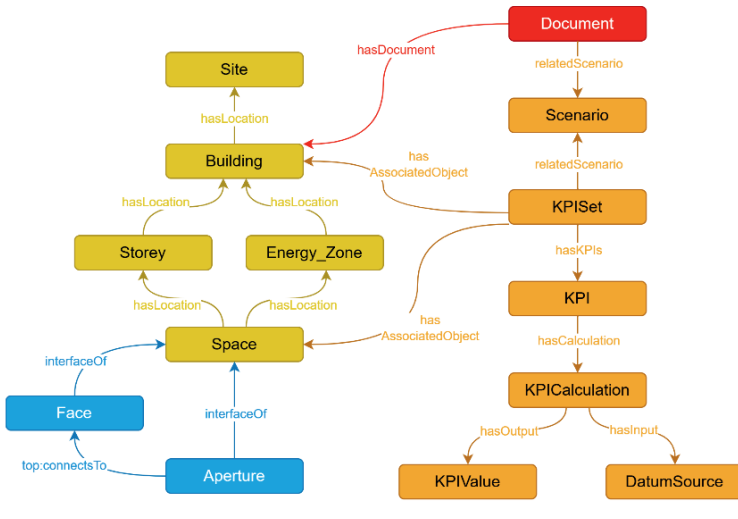 Document
hasDocument
Site
relatedScenario
hasLocation
Scenario
Building
has
AssociatedObject
relatedScenario
hasLocation
hasLocation
KPISet
Storey
Energy_Zone
hasKPIs
hasLocation
hasLocation
KPI
has
AssociatedObject
Space
hasCalculation
interfaceOf
KPICalculation
Face
interfaceOf
hasOutput
hasInput
top:connectsTo
Aperture
KPIValue
DatumSource